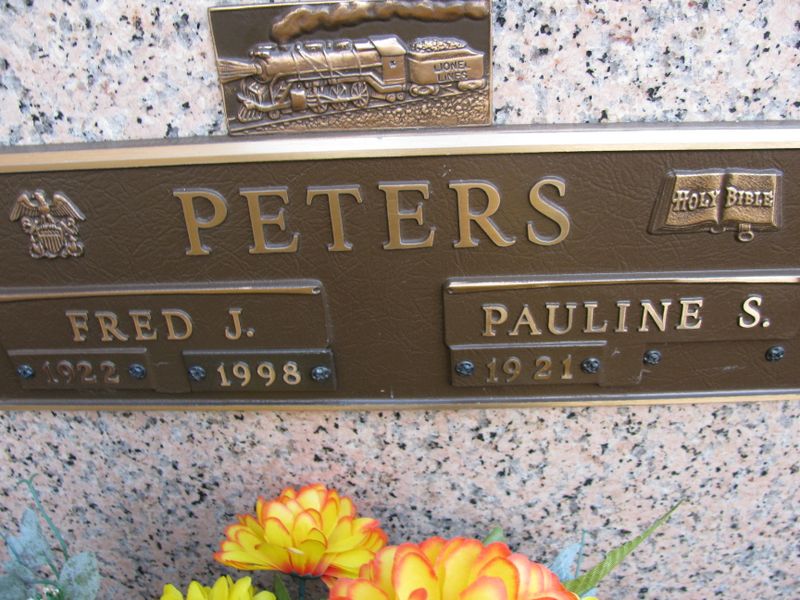 LIONEL
LINES
PETERS
HOLY BIBLE
FRED J.
1922 1998
PAULINE S.
1921